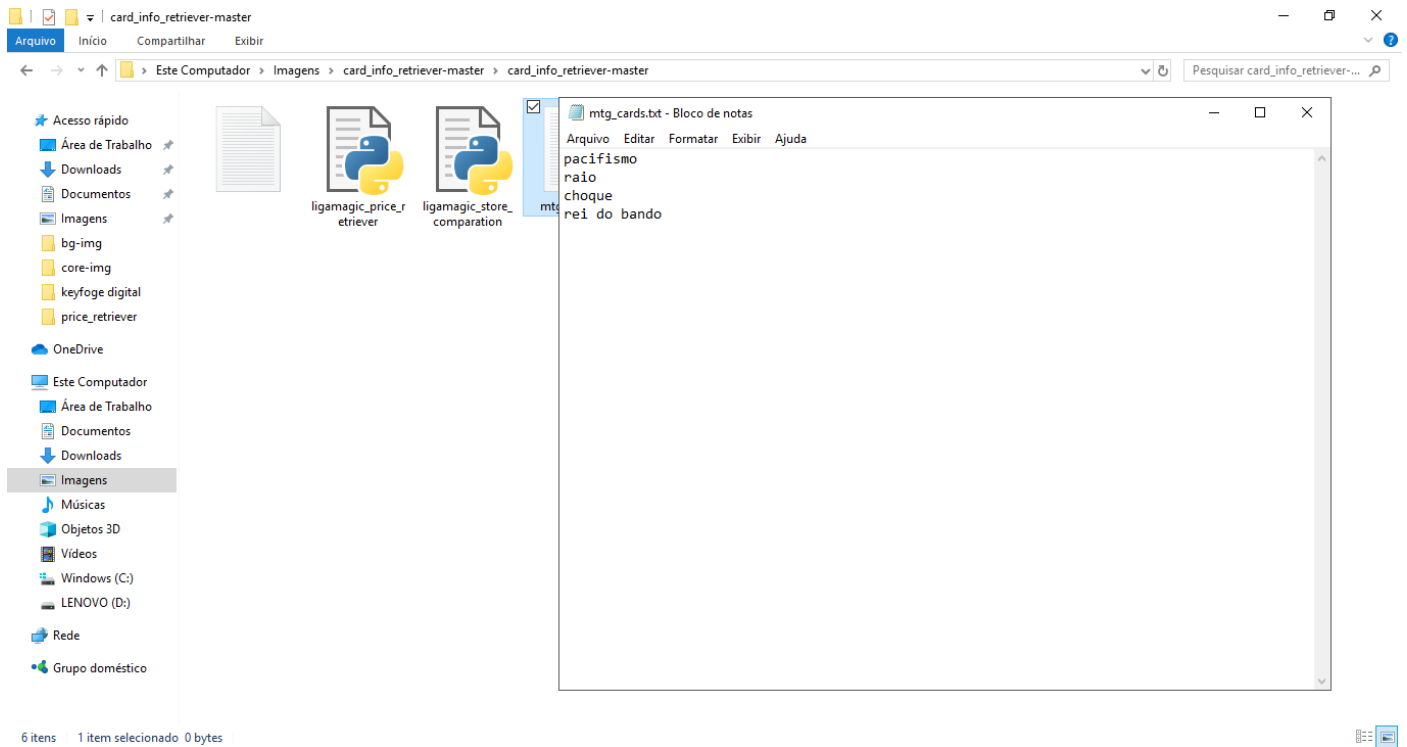 card_info_retriever-master
Arquivo Início Compartilhar Exibir
Este Computador > Imagens > card_info_retriever-master > card_info_retriever-master
Pesquisar card_info_retriever-...
Acesso rápido
Área de Trabalho
Downloads
Documentos
Imagens
bg-img
core-img
keyfoge digital
price_retriever
OneDrive
Este Computador
Área de Trabalho
Documentos
Downloads
Imagens
Músicas
Objetos 3D
Vídeos
Windows (C:)
LENOVO (D:)
Rede
Grupo doméstico
ligamagic_price_r
etriever
ligamagic_store_
comparation
mtg
mtg_cards.txt - Bloco de notas
Arquivo Editar Formatar Exibir Ajuda
pacifismo
raio
choque
rei do bando
6 itens 1 item selecionado 0 bytes